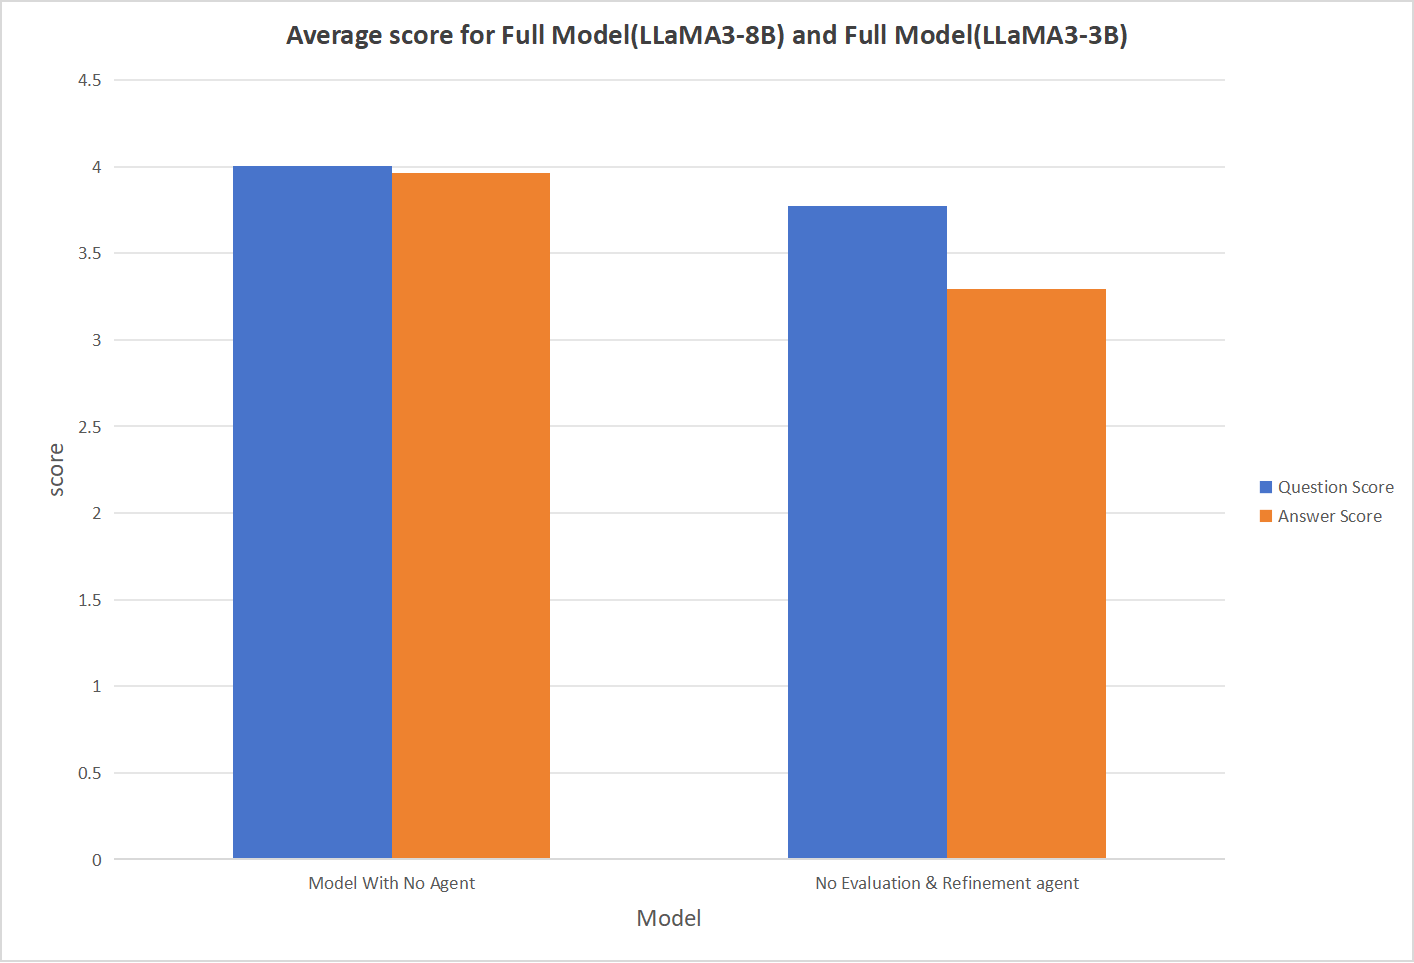 Average score for Full Model(LLaMA3-8B) and Full Model(LLaMA3-3B)
4.5
4
3.5
3
2.5
2
1.5
1
0.5
0
score
Model With No Agent
No Evaluation & Refinement agent
Model
Question Score
Answer Score